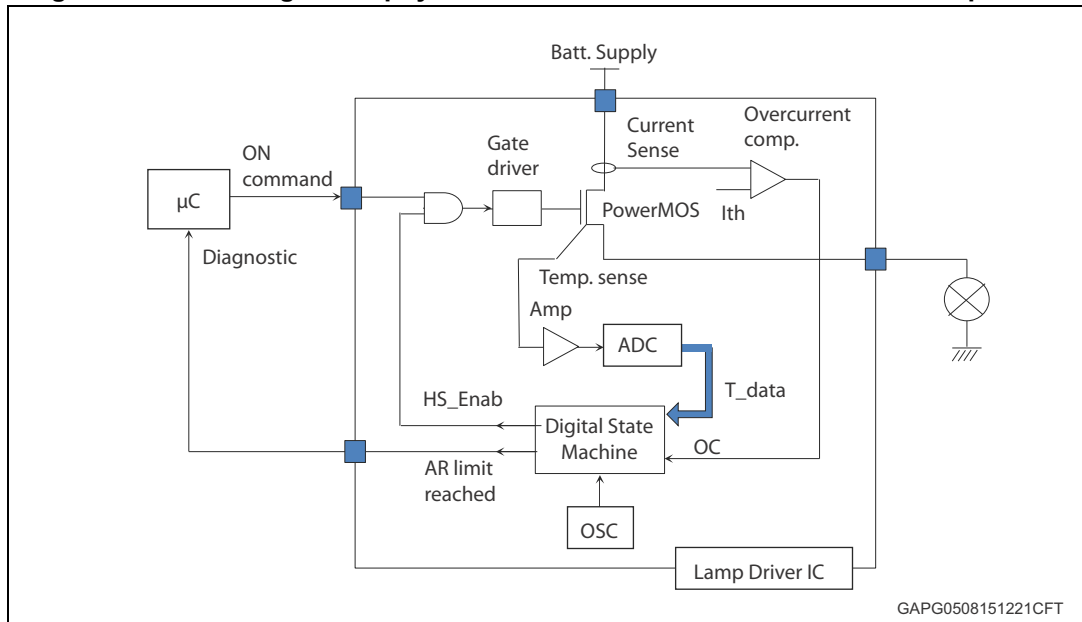 Batt. Supply
Overcurrent
comp.
Current
Sense
Gate
driver
ON
command
µC
Ith
PowerMOS
Diagnostic
Temp. sense
Amp
ADC
T_data
HS_Enab
Digital State
Machine
OC
AR limit
reached
OSC
Lamp Driver IC
GAPG0508151221CFT